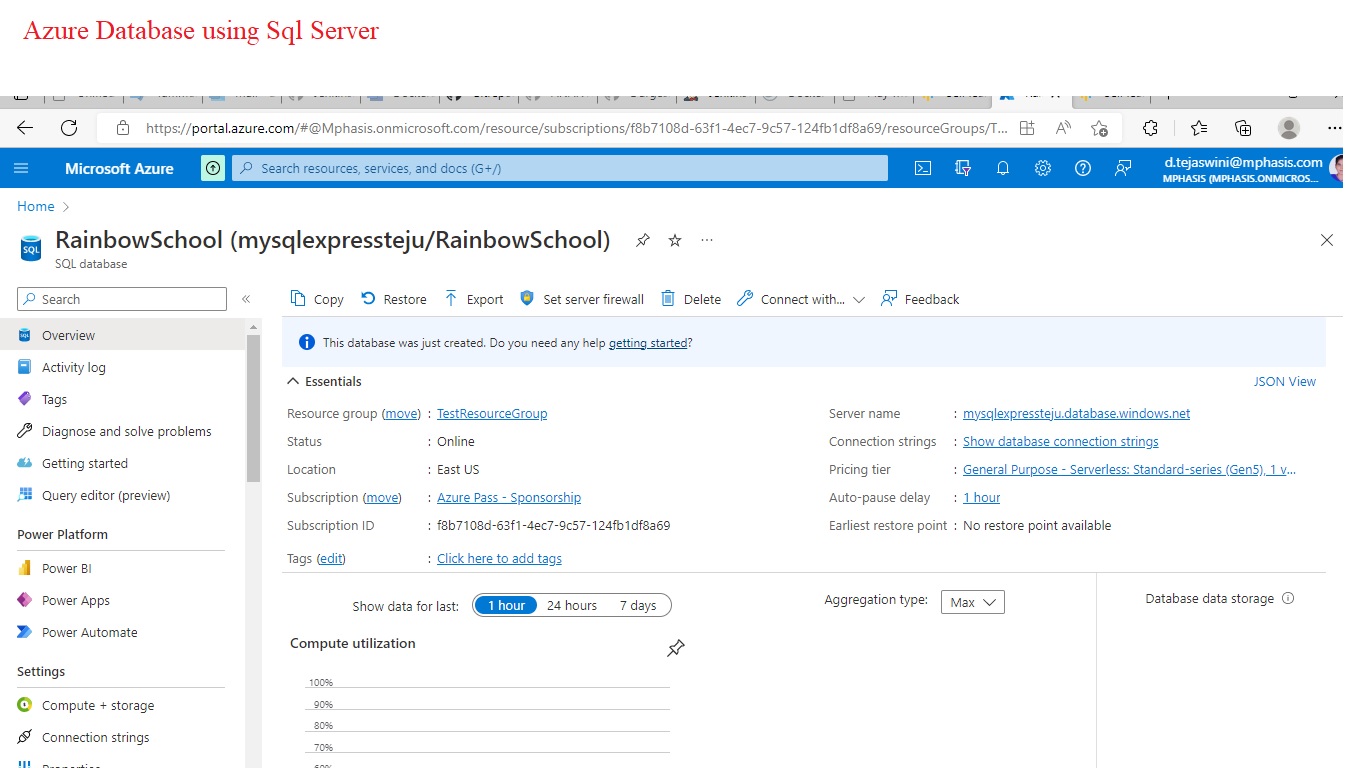 Azure Database using Sql Server
https://portal.azure.com/#@Mphasis.onmicrosoft.com/resource/subscriptions/f8b7108d-63f1-4ec7-9c57-124fb1df8a69/resourceGroups/T...
Microsoft Azure
Search resources, services, and docs (G+/)
d.tejaswini@mphasis.com
MPHASIS (MPHASIS.ONMICROS...
Home
RainbowSchool (mysqlexpressteju/RainbowSchool)
SQL database
Search
Copy Restore Export Set server firewall Delete Connect with... Feedback
Overview
Activity log
Tags
Diagnose and solve problems
Getting started
Query editor (preview)
Power Platform
Power BI
Power Apps
Power Automate
Settings
Compute + storage
Connection strings
Properties
This database was just created. Do you need any help getting started?
Essentials
JSON View
Resource group (move) : TestResourceGroup
Status : Online
Location : East US
Subscription (move) : Azure Pass - Sponsorship
Subscription ID : f8b7108d-63f1-4ec7-9c57-124fb1df8a69
Tags (edit) : Click here to add tags
Server name : mysqlexpressteju.database.windows.net
Connection strings : Show database connection strings
Pricing tier : General Purpose - Serverless: Standard-series (Gen5), 1 v...
Auto-pause delay : 1 hour
Earliest restore point : No restore point available
Show data for last: 1 hour 24 hours 7 days
Aggregation type: Max
Database data storage
Compute utilization
100%
90%
80%
70%
60%